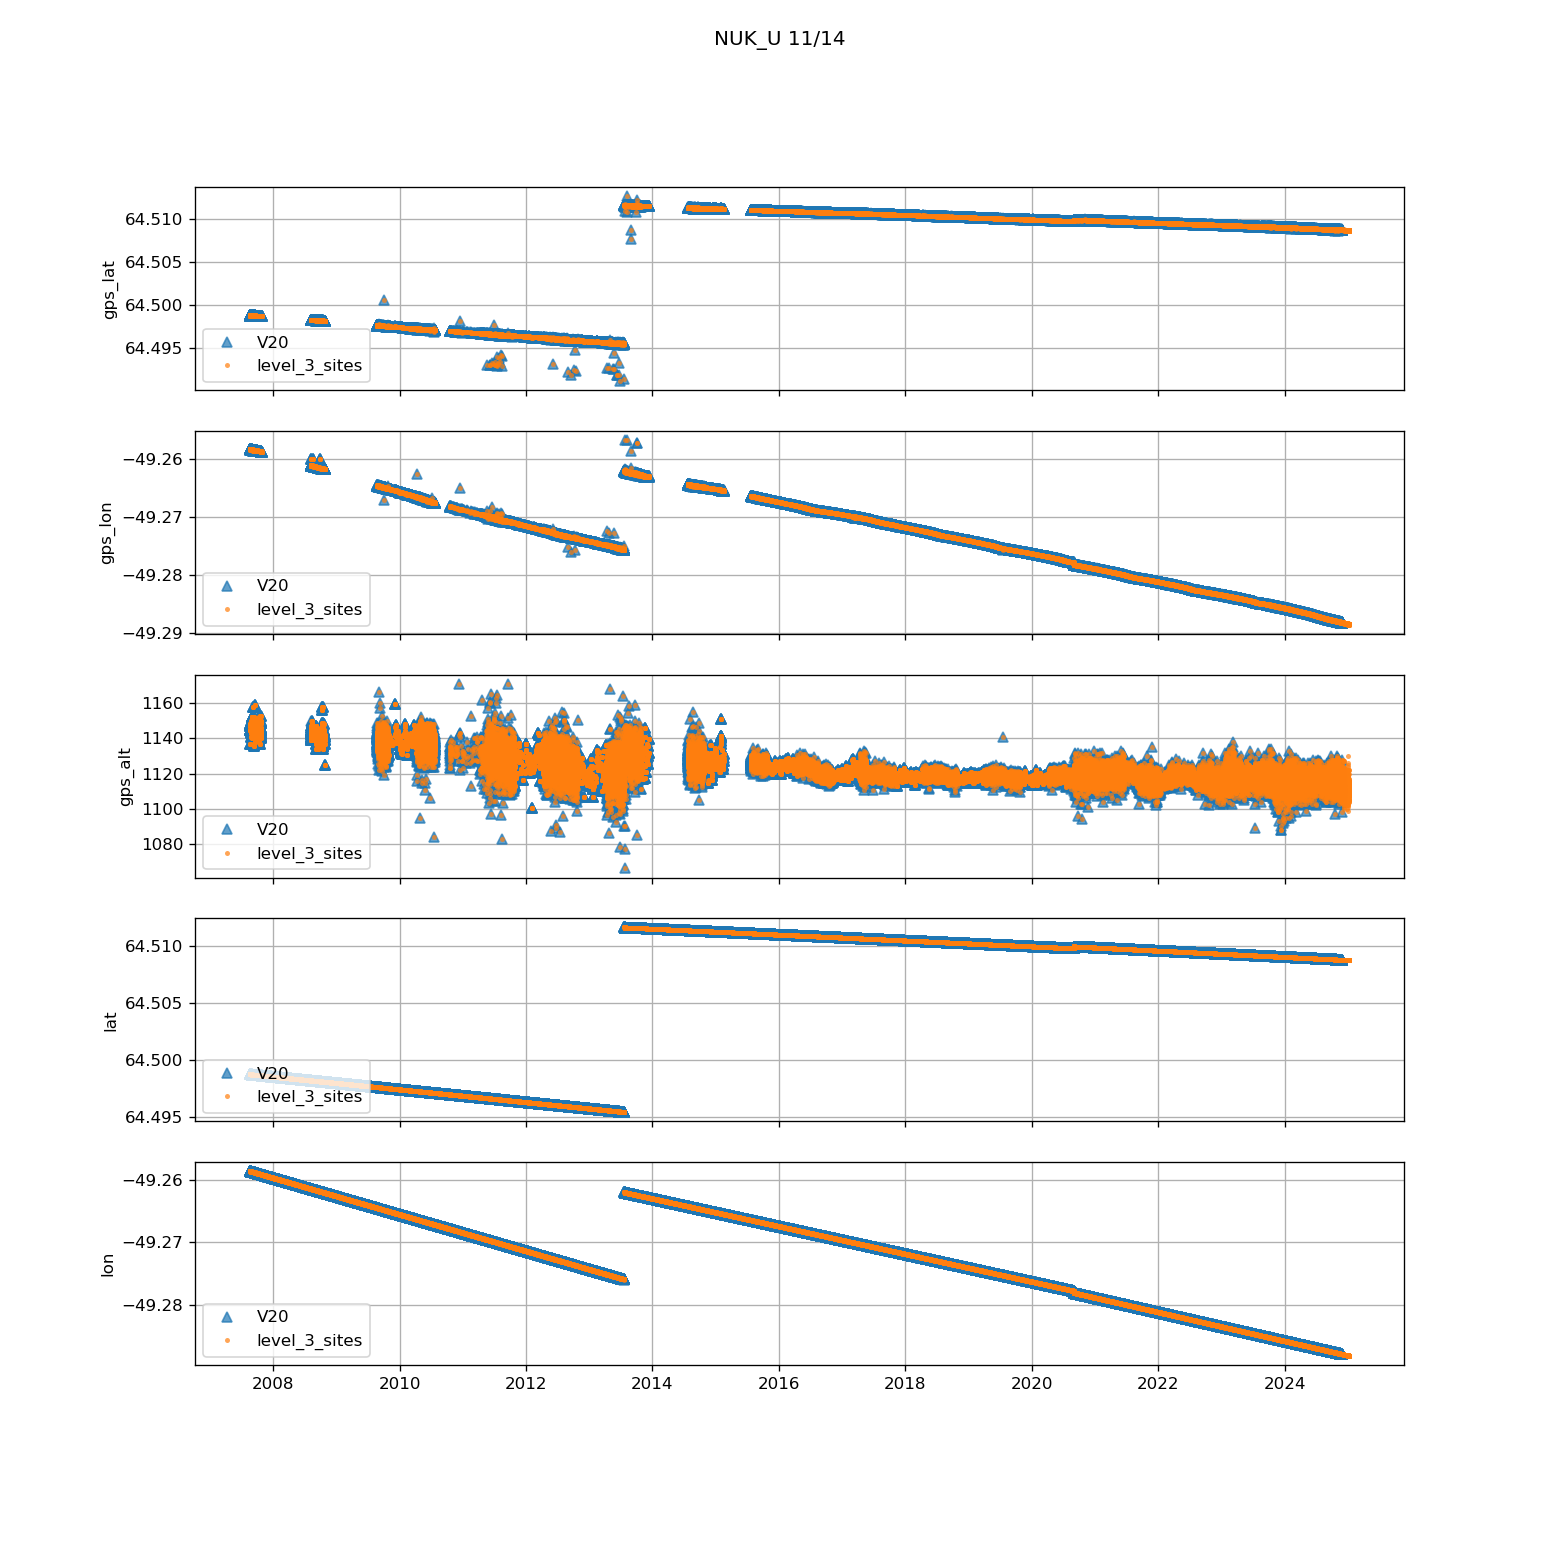 NUK_U 11/14
gps_lat
64.510
64.505
64.500
64.495
V20
level_3_sites
gps_lon
−49.26
−49.27
−49.28
−49.29
V20
level_3_sites
gps_alt
1160
1140
1120
1100
1080
V20
level_3_sites
lat
64.510
64.505
64.500
64.495
V20
level_3_sites
lon
−49.26
−49.27
−49.28
V20
level_3_sites
2008 2010 2012 2014 2016 2018 2020 2022 2024